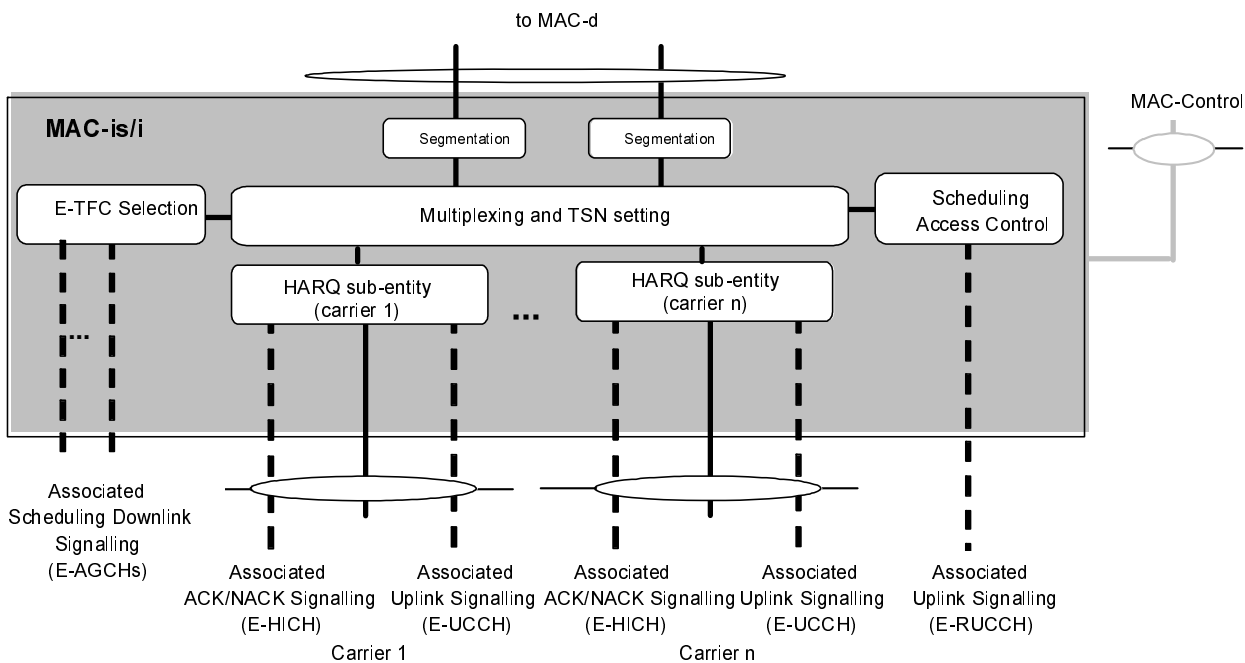 to MAC-d
MAC-Control
MAC-is/i
Segmentation
Segmentation
E-TFC Selection
Multiplexing and TSN setting
Scheduling
Access Control
HARQ sub-entity
(carrier 1)
...
HARQ sub-entity
(carrier n)
...
Associated
Scheduling Downlink
Signalling
(E-AGCHs)
Associated
ACK/NACK Signalling
(E-HICH)
Associated
Uplink Signalling
(E-UCCH)
Carrier 1
Associated
ACK/NACK Signalling
(E-HICH)
Associated
Uplink Signalling
(E-UCCH)
Carrier n
Associated
Uplink Signalling
(E-RUCCH)